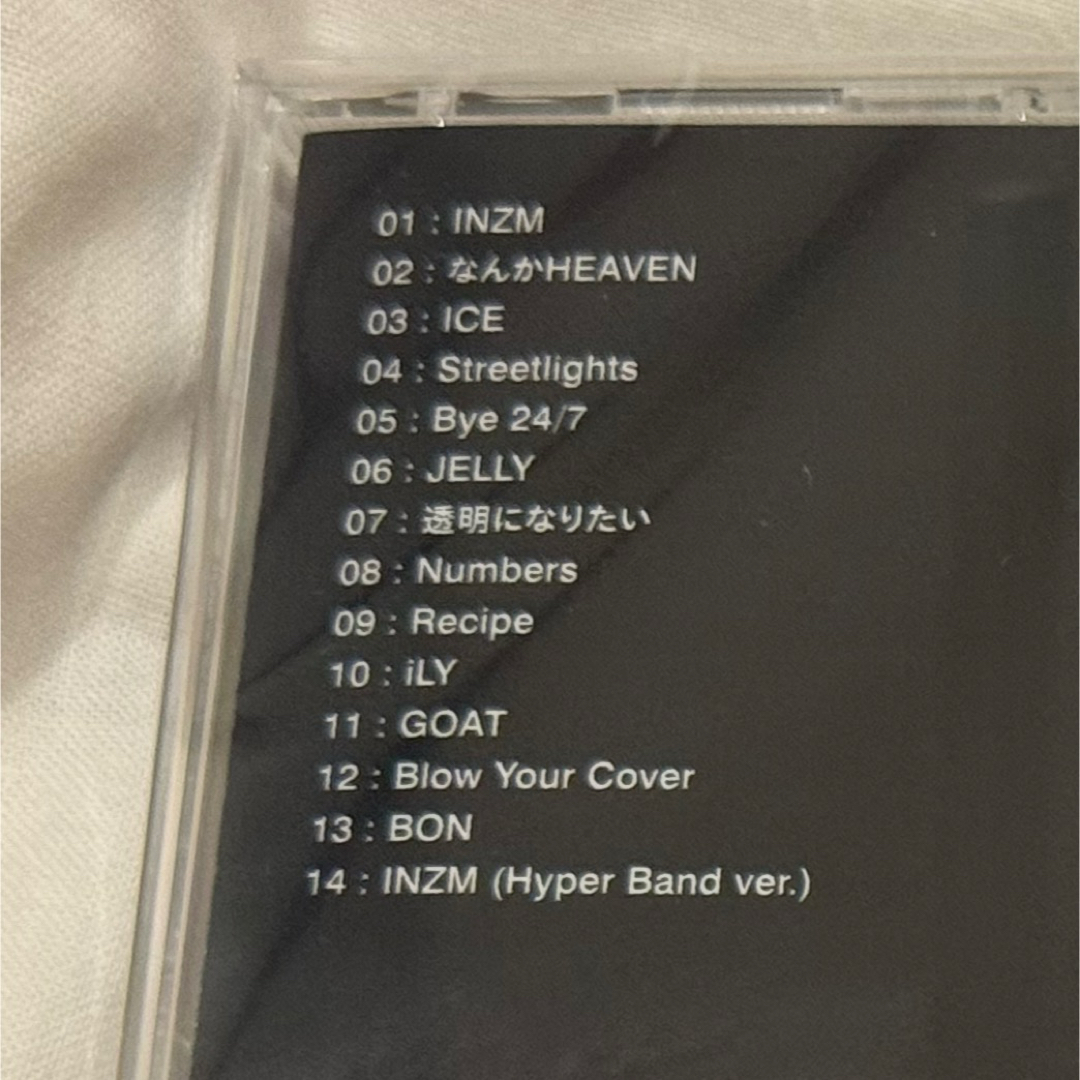 01 : INZM
02 : なんかHEAVEN
03 : ICE
04 : Streetlights
05 : Bye 24/7
06 : JELLY
07 : 透明になりたい
08 : Numbers
09 : Recipe
10 : iLY
11 : GOAT
12 : Blow Your Cover
13 : BON
14 : INZM (Hyper Band ver.)